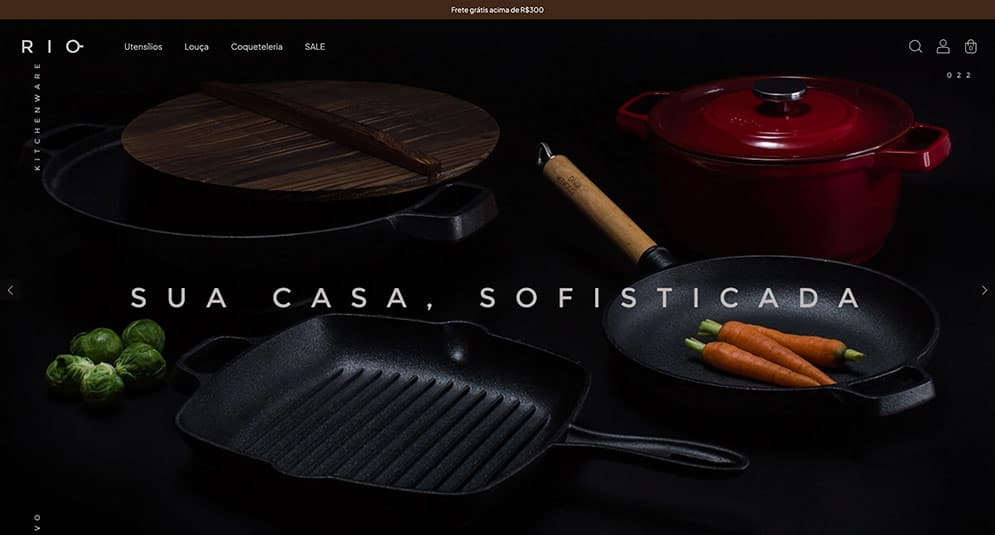 Frete grátis acima de R$300
RIO
Utensílios
Louça
Coqueteleria
SALE
0
KITCHENWARE
022
SUA CASA, SOFISTICADA
VO